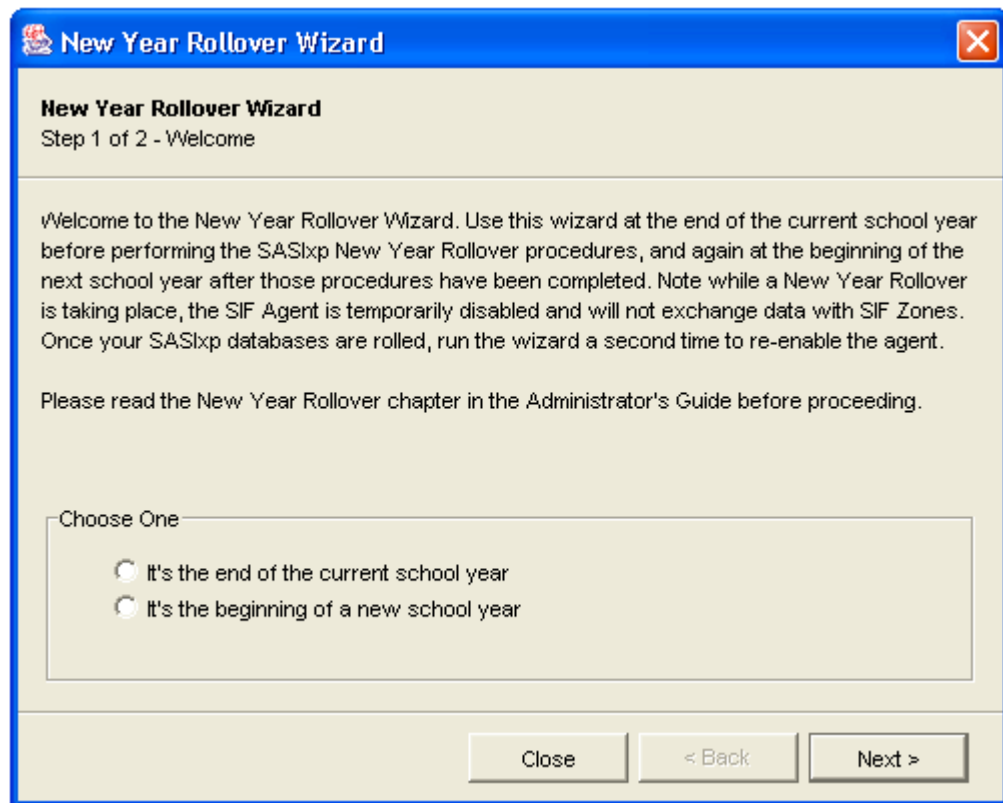 New Year Rollover Wizard
New Year Rollover Wizard
Step 1 of 2 - Welcome
Welcome to the New Year Rollover Wizard. Use this wizard at the end of the current school year
before performing the SASIxp New Year Rollover procedures, and again at the beginning of the
next school year after those procedures have been completed. Note while a New Year Rollover
is taking place, the SIF Agent is temporarily disabled and will not exchange data with SIF Zones.
Once your SASIxp databases are rolled, run the wizard a second time to re-enable the agent.
Please read the New Year Rollover chapter in the Administrator's Guide before proceeding.
Choose One
It's the end of the current school year
It's the beginning of a new school year
Close
< Back
Next >